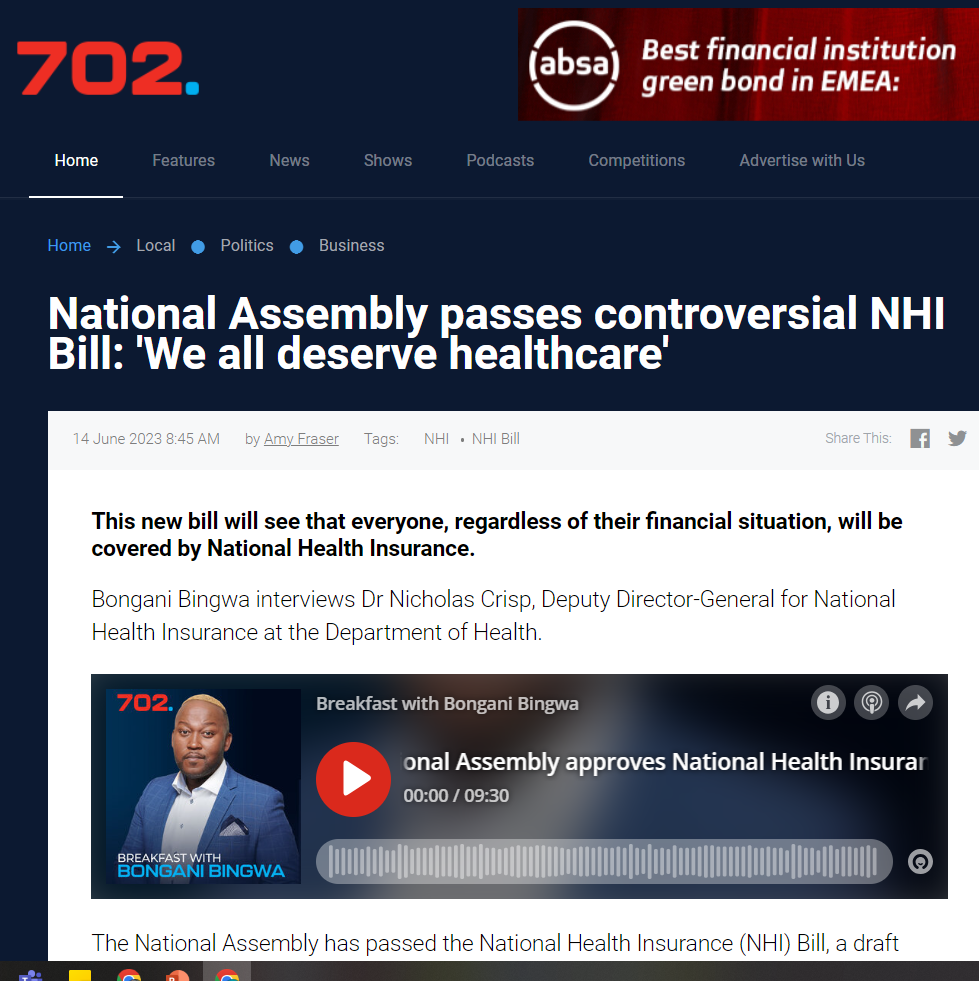 702.
absa
Best financial institution
green bond in EMEA:
Home Features News Shows Podcasts Competitions Advertise with Us
Home → Local ● Politics ● Business
National Assembly passes controversial NHI
Bill: 'We all deserve healthcare'
14 June 2023 8:45 AM by Amy Fraser Tags: NHI • NHI Bill Share This:
This new bill will see that everyone, regardless of their financial situation, will be
covered by National Health Insurance.
Bongani Bingwa interviews Dr Nicholas Crisp, Deputy Director-General for National
Health Insurance at the Department of Health.
702.
BREAKFAST WITH
BONGANI BINGWA
Breakfast with Bongani Bingwa
onal Assembly approves National Health Insurar
00:00 / 09:30
The National Assembly has passed the National Health Insurance (NHI) Bill, a draft